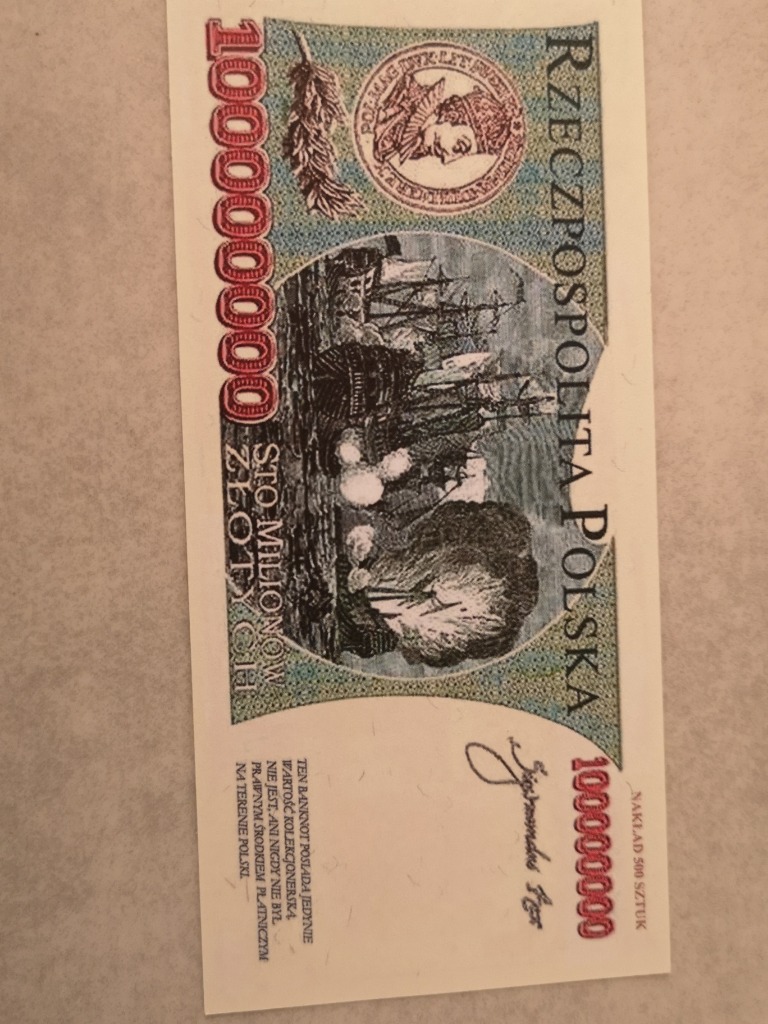 RZECZPOSPOLITA POLSKA
100000000
STO MILIONÓW
ZŁOTYCH
NAKŁAD 500 SZTUK
100000000
TEN BANKNOT POSIADA JEDYNIE
WARTOŚĆ KOLEKCJONERSKĄ.
NIE JEST, ANI NIGDY NIE BYŁ
PRAWNYM ŚRODKIEM PŁATNICZYM
NA TERENIE POLSKI.